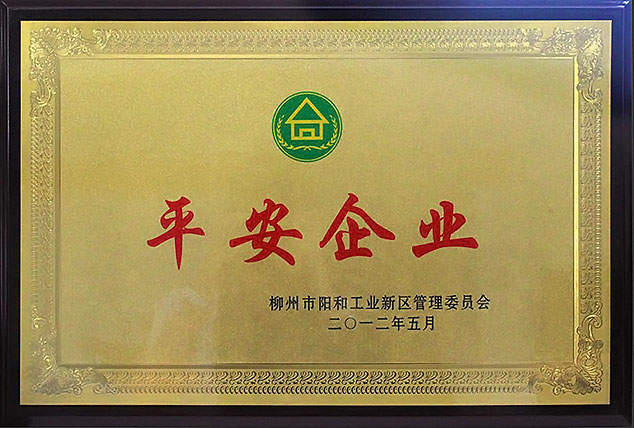 平安企业
柳州市阳和工业新区管理委员会
二〇一二年五月